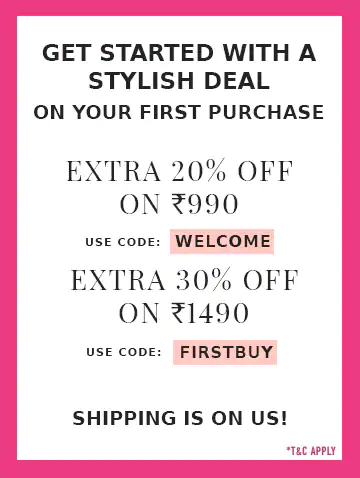 GET STARTED WITH A
STYLISH DEAL
ON YOUR FIRST PURCHASE
EXTRA 20% OFF
ON ₹990
USE CODE: WELCOME
EXTRA 30% OFF
ON ₹1490
USE CODE: FIRSTBUY
SHIPPING IS ON US!
*T&C APPLY